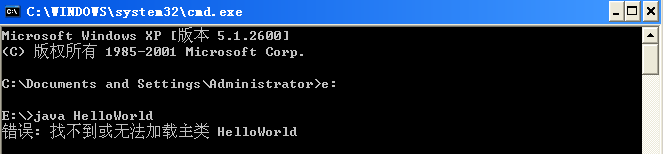 C:\WINDOWS\system32\cmd.exe
Microsoft Windows XP [版本 5.1.2600]
(C) 版权所有 1985-2001 Microsoft Corp.
C:\Documents and Settings\Administrator>e:
E:\>java HelloWorld
错误: 找不到或无法加载主类 HelloWorld